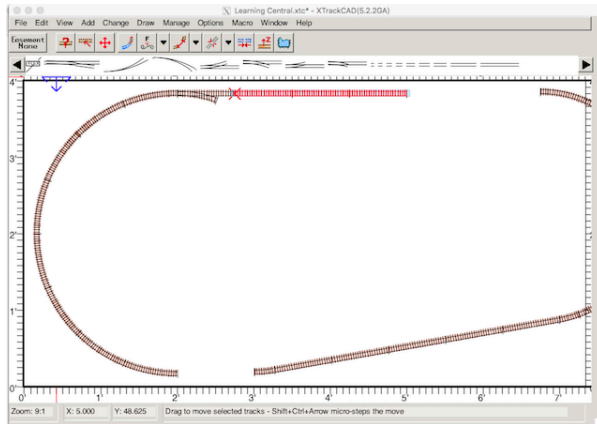 Learning Central.xtc* - XTrackCAD(5.2.2GA)
File Edit View Add Change Draw Manage Options Macro Window Help
Easement
None
4'
3'
2'
1'
0'
0' 1' 2' 3' 4' 5' 6' 7'
Zoom: 9:1 X: 5.000 Y: 48.625 Drag to move selected tracks - Shift+Ctrl+Arrow micro-steps the move